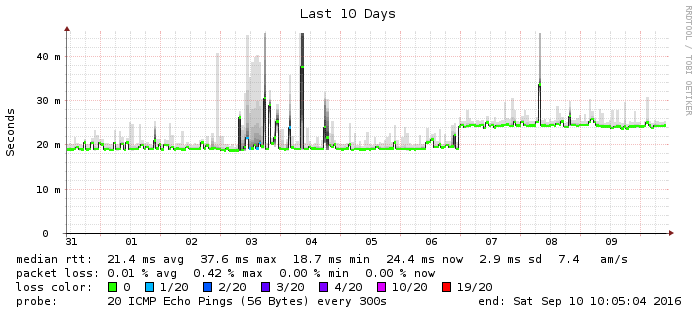 Last 10 Days
RRDTOOL / TOBI OETIKER
Seconds
40 m
30 m
20 m
10 m
0
31 01 02 03 04 05 06 07 08 09
median rtt: 21.4 ms avg 37.6 ms max 18.7 ms min 24.4 ms now 2.9 ms sd 7.4 am/s
packet loss: 0.01 % avg 0.42 % max 0.00 % min 0.00 % now
loss color: 0 1/20 2/20 3/20 4/20 10/20 19/20
probe: 20 ICMP Echo Pings (56 Bytes) every 300s end: Sat Sep 10 10:05:04 2016